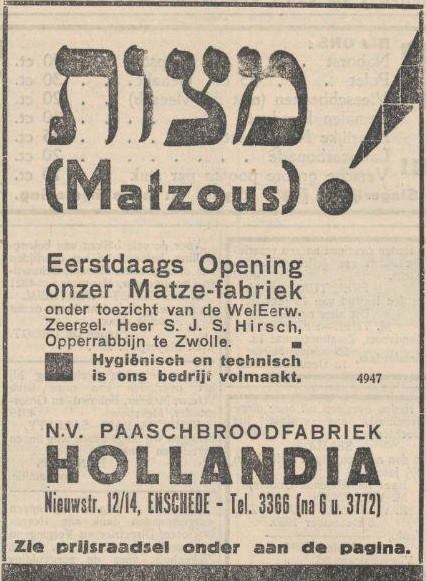 מצות!
(Matzous)
Eerstdaags Opening
onzer Matze-fabriek
onder toezicht van de WelEerw.
Zeergel. Heer S. J. S. Hirsch,
Opperrabbijn te Zwolle.
Hygiënisch en technisch
is ons bedrijf volmaakt.
4947
N.V. PAASCHBROODFABRIEK
HOLLANDIA
Nieuwstr. 12/14, ENSCHEDE - Tel. 3366 (na 6 u. 3772)
Zie prijsraadsel onder aan de pagina.